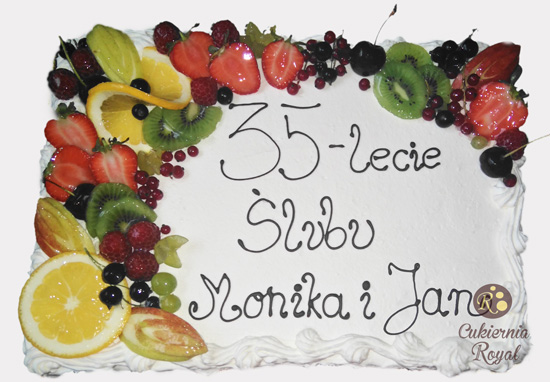 35-lecie
Ślubu
Monika i Jan
R
Cukiernia
Royal